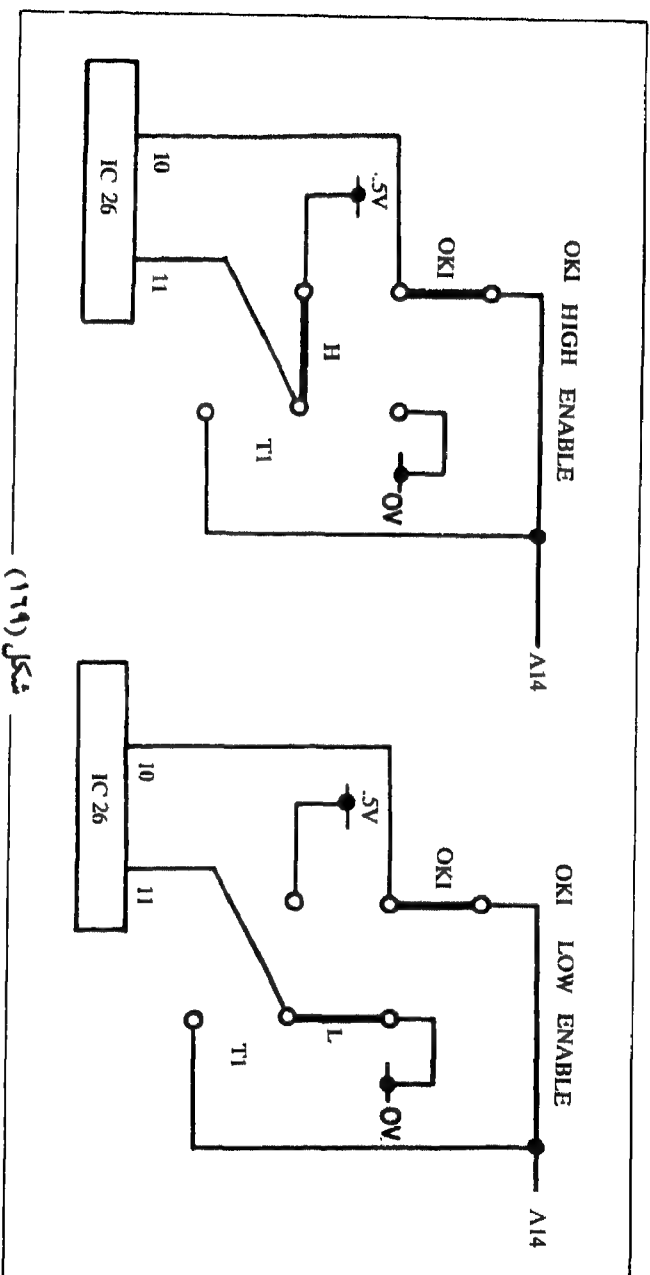 OKI HIGH ENABLE
OKI
A14
.5V
H
OV
T1
10
11
IC 26
OKI LOW ENABLE
OKI
A14
.5V
L
OV.
T1
10
11
IC 26
شكل (١٦٩)